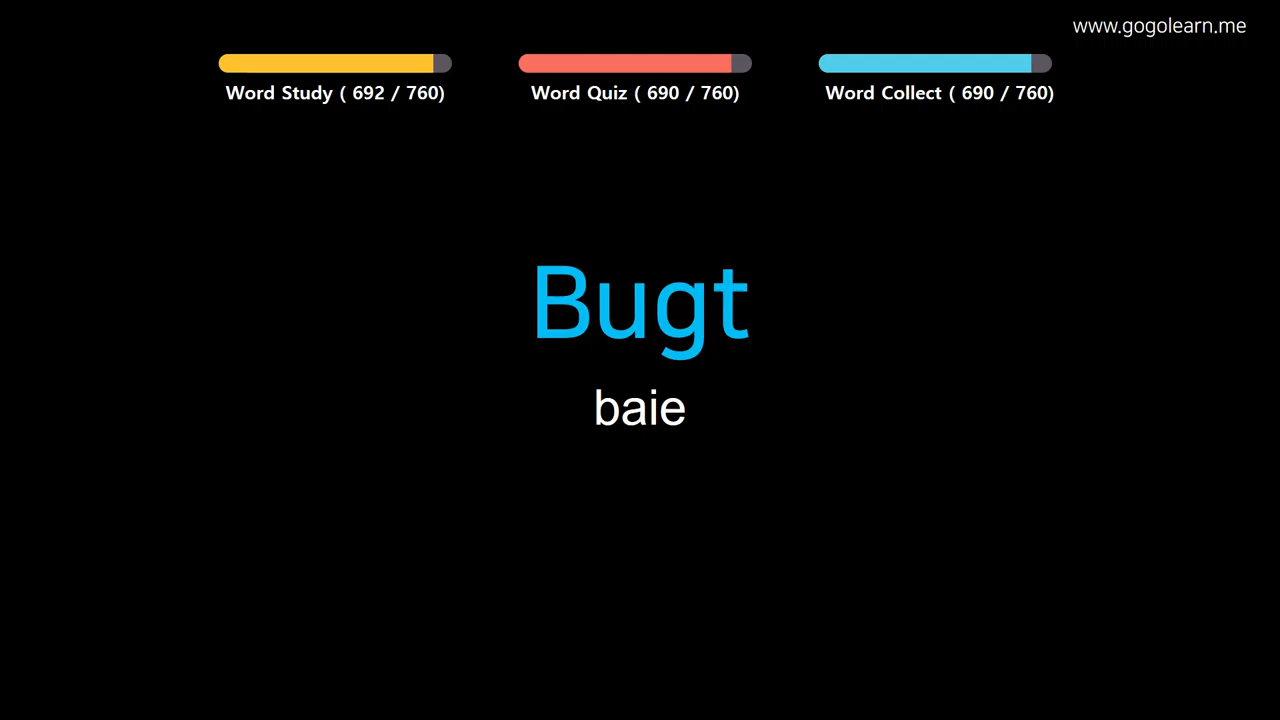 www.gogolearn.me
Word Study ( 692 / 760)
Word Quiz ( 690 / 760)
Word Collect ( 690 / 760)
Bugt
baie